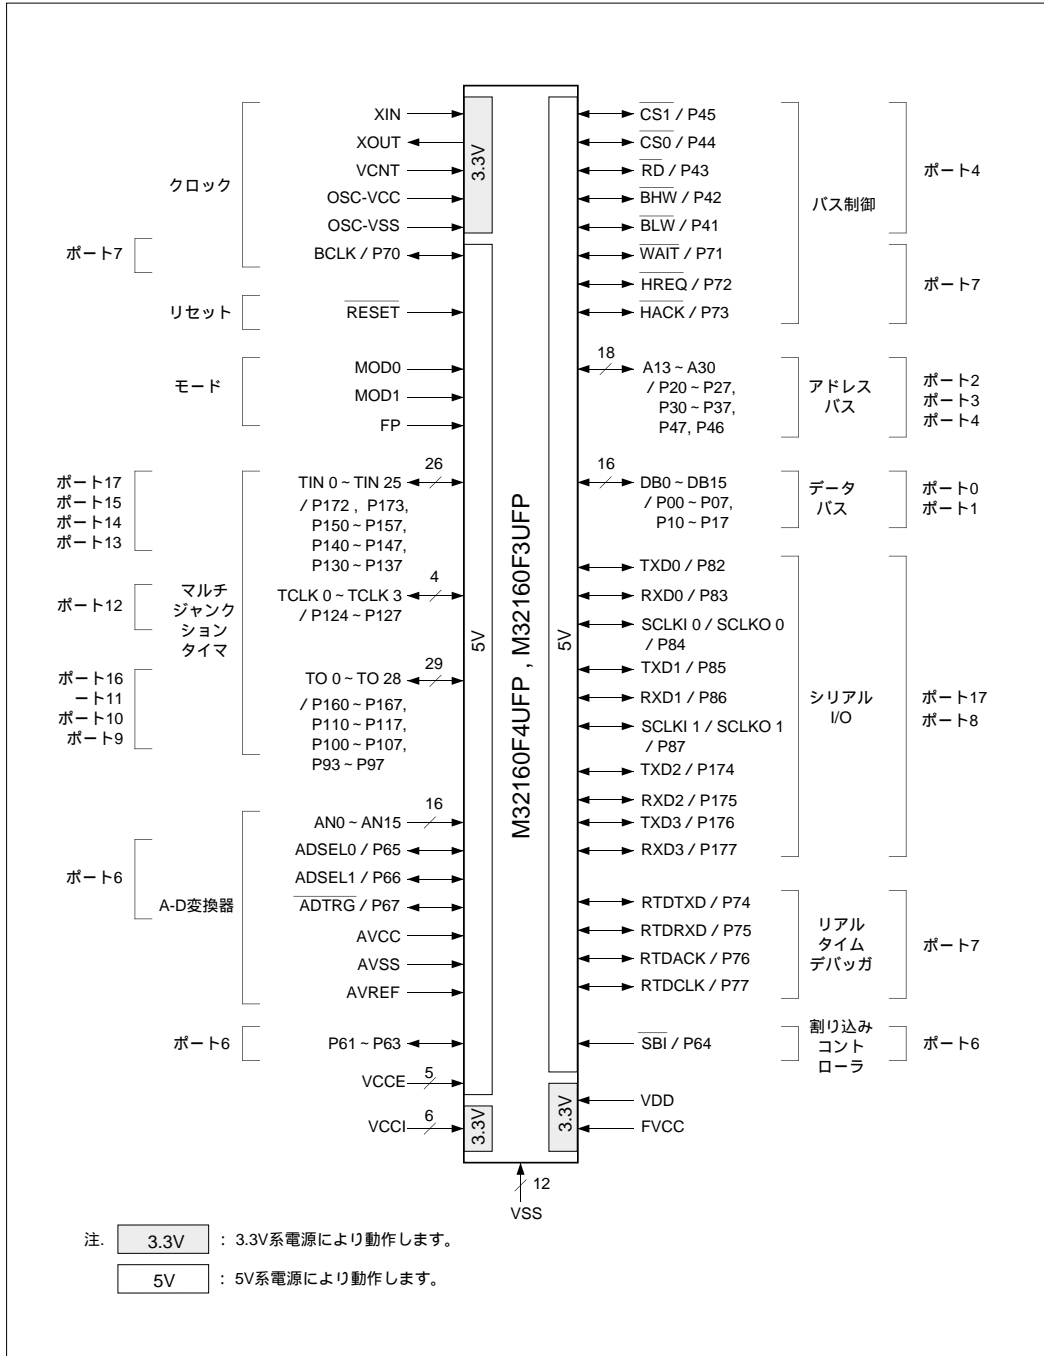 クロック
XIN
XOUT
VCNT
OSC-VCC
OSC-VSS
ポート7
BCLK / P70
リセット
RESET
モード
MOD0
MOD1
FP
ポート17
ポート15
ポート14
ポート13
26
TIN 0 ~ TIN 25
/ P172 , P173,
P150 ~ P157,
P140 ~ P147,
P130 ~ P137
マルチ
ジャンク
ション
タイマ
ポート12
4
TCLK 0 ~ TCLK 3
/ P124 ~ P127
ポート16
ート11
ポート10
ポート9
29
TO 0 ~ TO 28
/ P160 ~ P167,
P110 ~ P117,
P100 ~ P107,
P93 ~ P97
16
AN0 ~ AN15
ポート6
A-D変換器
ADSEL0 / P65
ADSEL1 / P66
ADTRG / P67
AVCC
AVSS
AVREF
ポート6
P61 ~ P63
VCCE
5
VCCI
6
3.3V
5V
3.3V
M32160F4UFP , M32160F3UFP
5V
3.3V
CS1 / P45
CS0 / P44
RD / P43
BHW / P42
BLW / P41
WAIT / P71
HREQ / P72
HACK / P73
バス制御
ポート4
ポート7
18
A13 ~ A30
/ P20 ~ P27,
P30 ~ P37,
P47, P46
アドレス
バス
ポート2
ポート3
ポート4
16
DB0 ~ DB15
/ P00 ~ P07,
P10 ~ P17
データ
バス
ポート0
ポート1
TXD0 / P82
RXD0 / P83
SCLKI 0 / SCLKO 0
/ P84
TXD1 / P85
RXD1 / P86
SCLKI 1 / SCLKO 1
/ P87
TXD2 / P174
RXD2 / P175
TXD3 / P176
RXD3 / P177
シリアル
I/O
ポート17
ポート8
RTDTXD / P74
RTDRXD / P75
RTDACK / P76
RTDCLK / P77
リアル
タイム
デバッガ
ポート7
SBI / P64
割り込み
コント
ローラ
ポート6
VDD
FVCC
12
VSS
注. 3.3V : 3.3V系電源により動作します。
5V : 5V系電源により動作します。